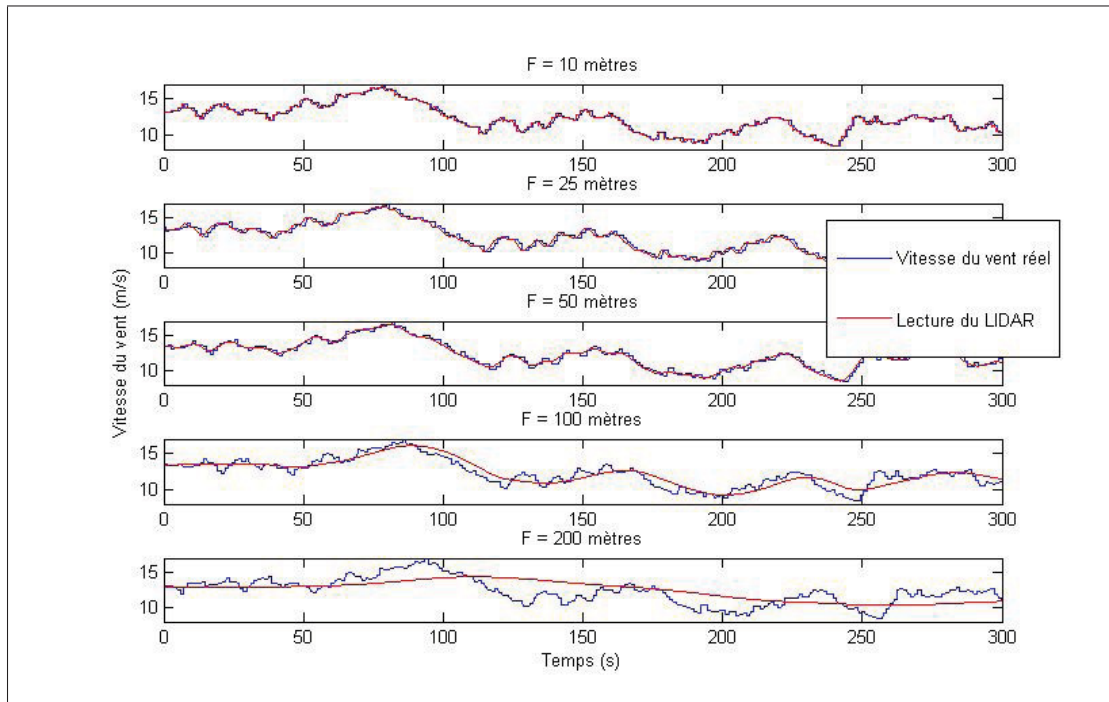 F = 10 mètres
15
10
0 50 100 150 200 250 300
F = 25 mètres
15
10
0 50 100 150 200 250 300
F = 50 mètres
15
10
0 50 100 150 200 250 300
F = 100 mètres
15
10
0 50 100 150 200 250 300
F = 200 mètres
15
10
0 50 100 150 200 250 300
Temps (s)
Vitesse du vent (m/s)
Vitesse du vent réel
Lecture du LIDAR